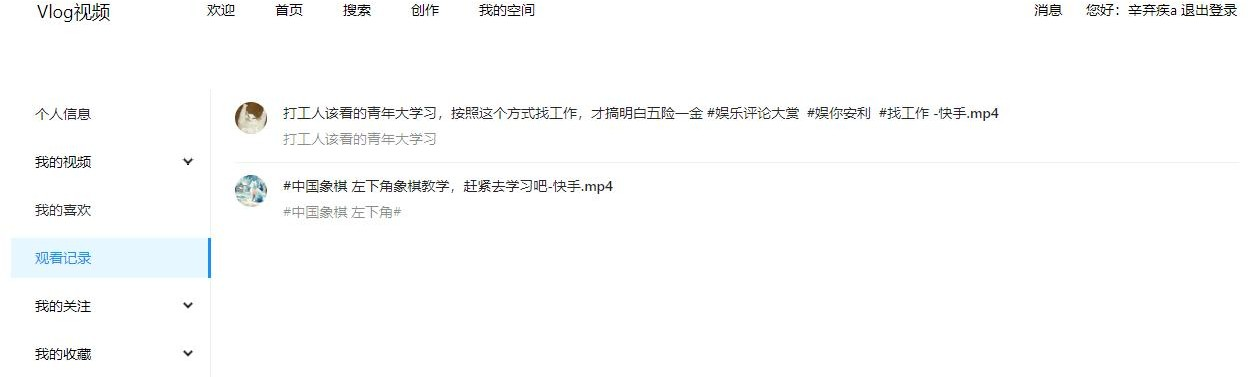 Vlog视频 欢迎 首页 搜索 创作 我的空间 消息 您好：辛弃疾a 退出登录
个人信息
我的视频
我的喜欢
观看记录
我的关注
我的收藏
打工人该看的青年大学习，按照这个方式找工作，才搞明白五险一金 #娱乐评论大赏 #娱你安利 #找工作 -快手.mp4
打工人该看的青年大学习
#中国象棋 左下角象棋教学，赶紧去学习吧-快手.mp4
#中国象棋 左下角#